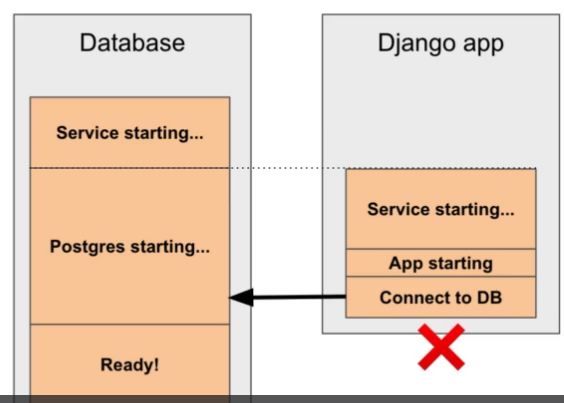 Database
Service starting...
Postgres starting...
Ready!
Django app
Service starting...
App starting
Connect to DB